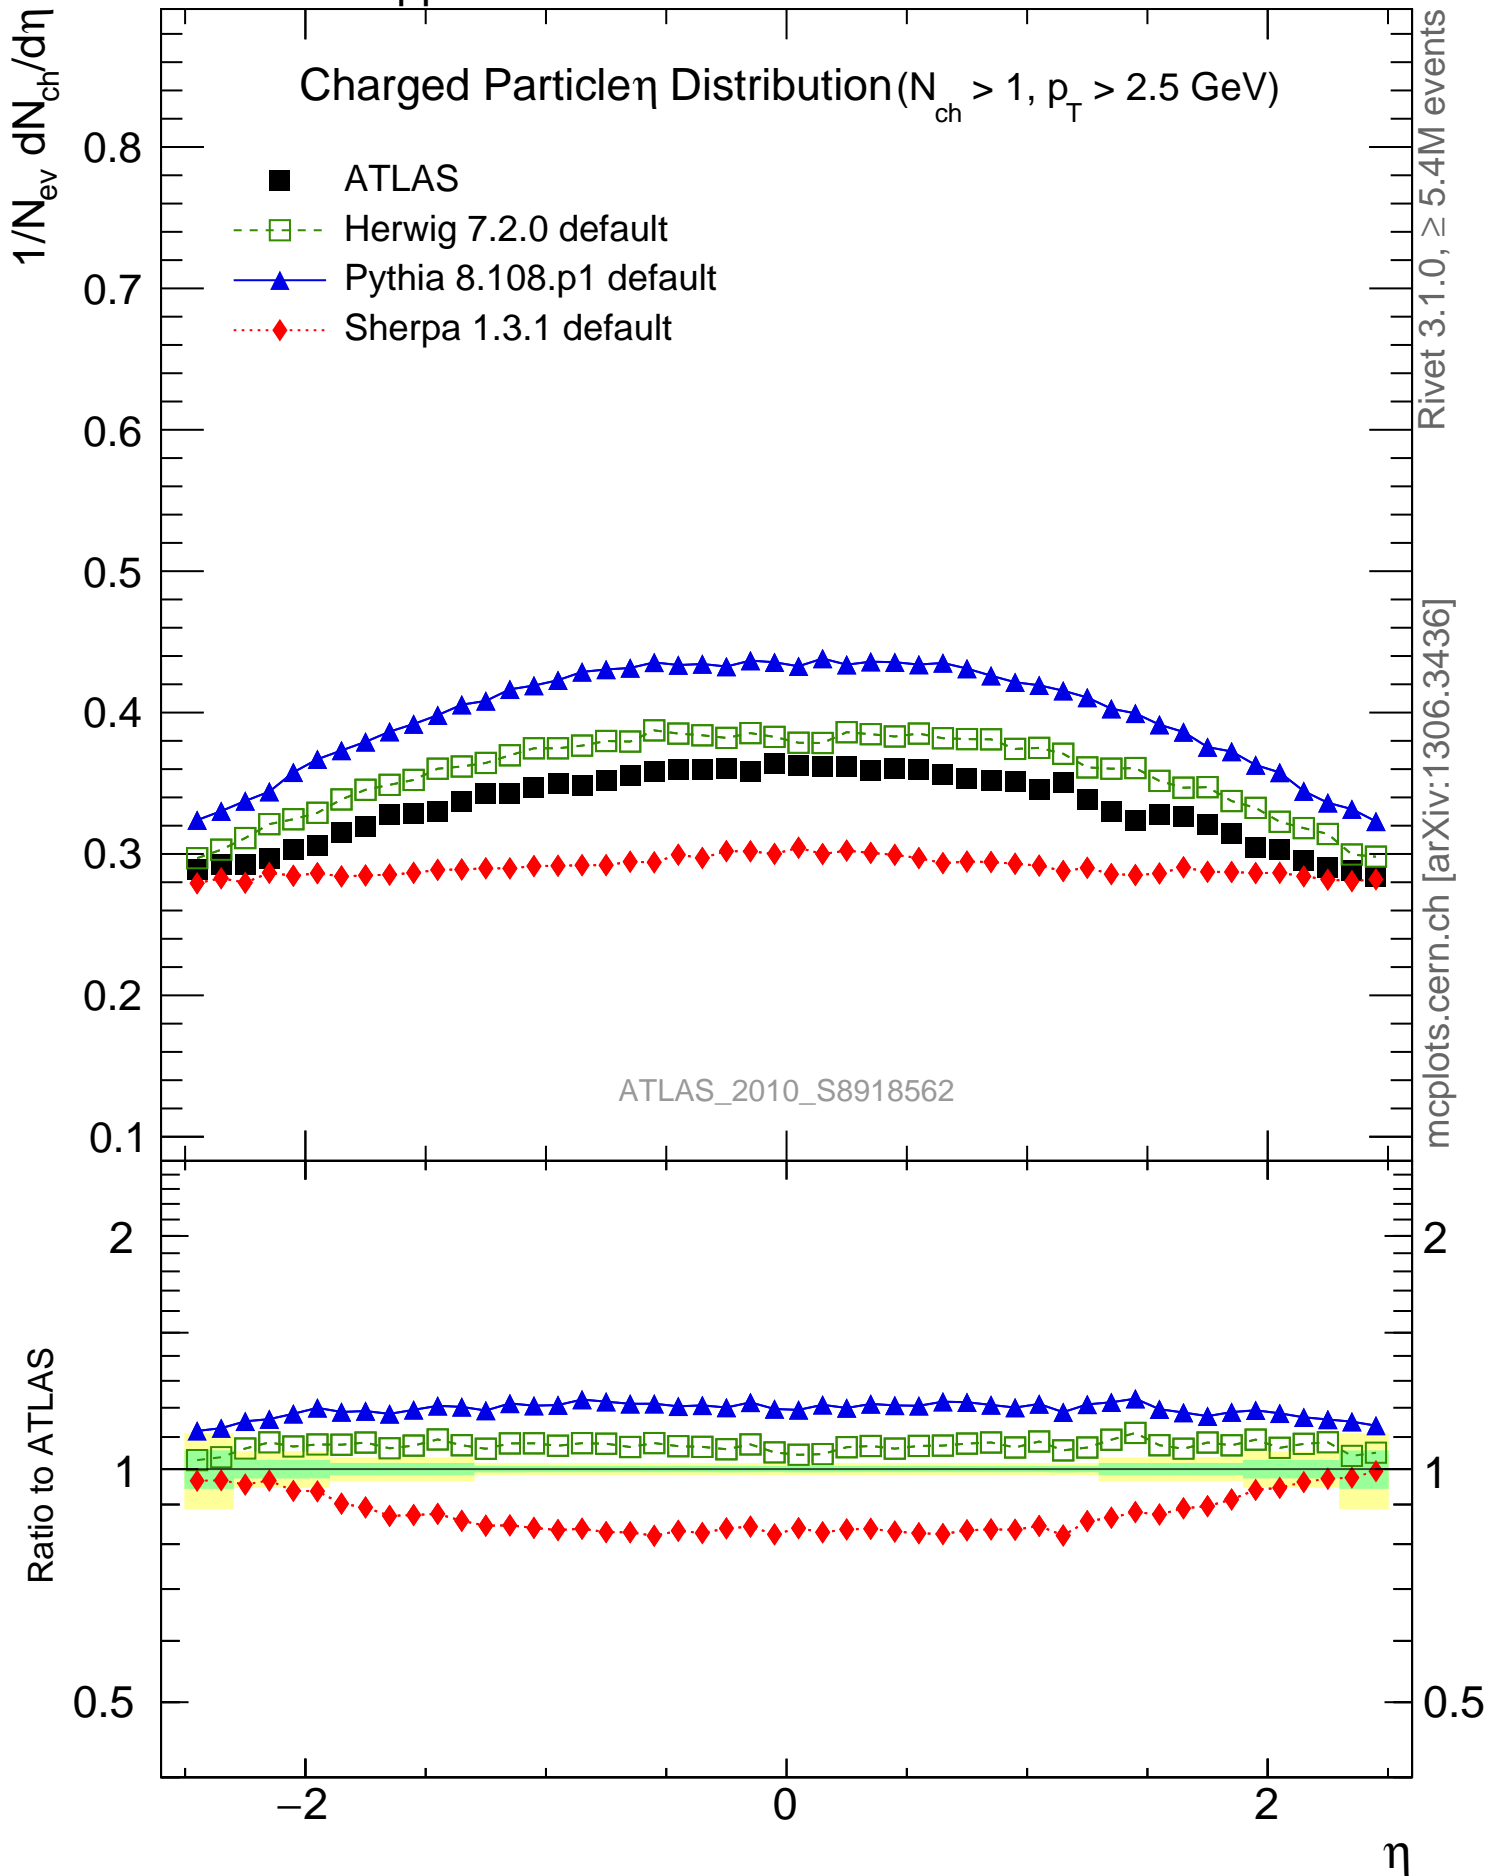 pp
1/N_ev dN_ch/dη
Charged Particleη Distribution(N_ch > 1, p_T > 2.5 GeV)
ATLAS
Herwig 7.2.0 default
Pythia 8.108.p1 default
Sherpa 1.3.1 default
0.8
0.7
0.6
0.5
0.4
0.3
0.2
0.1
ATLAS_2010_S8918562
Rivet 3.1.0, ≥ 5.4M events
mcplots.cern.ch [arXiv:1306.3436]
Ratio to ATLAS
2
1
0.5
2
1
0.5
−2
0
2
η